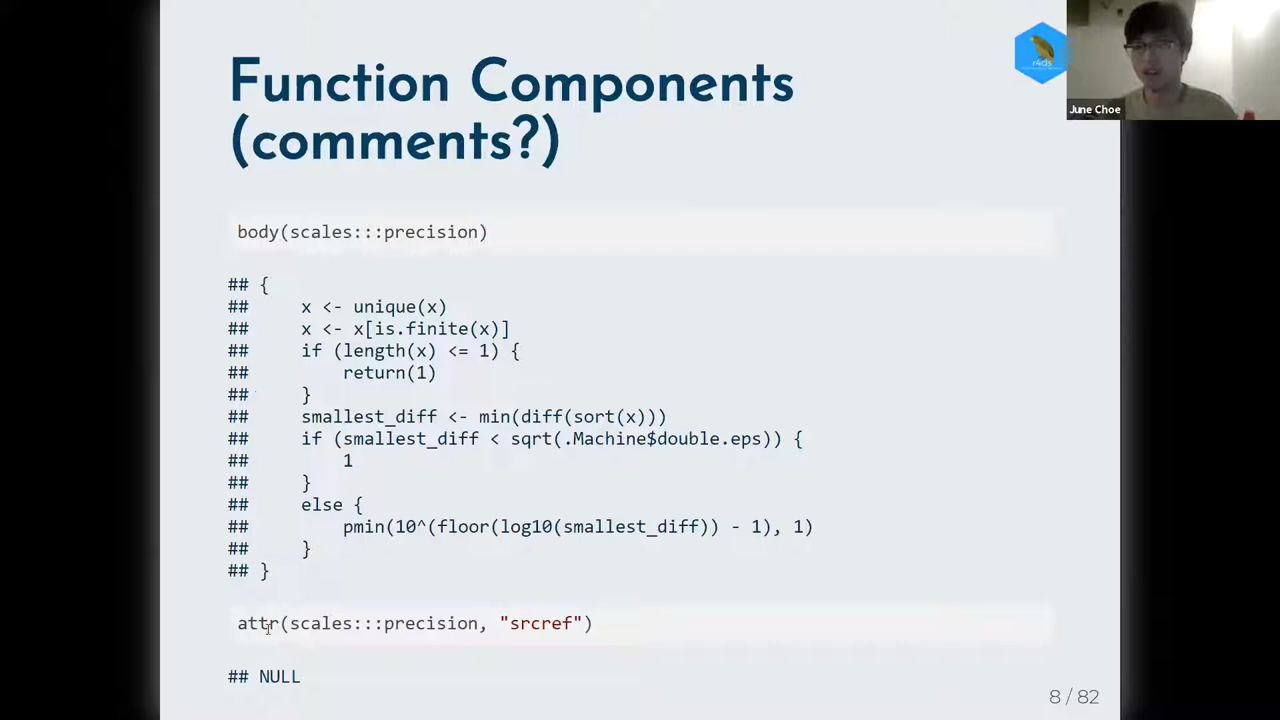 Function Components
(comments?)
r4ds
June Choe
body(scales:::precision)
## {
##     x <- unique(x)
##     x <- x[is.finite(x)]
##     if (length(x) <= 1) {
##         return(1)
##     }
##     smallest_diff <- min(diff(sort(x)))
##     if (smallest_diff < sqrt(.Machine$double.eps)) {
##         1
##     }
##     else {
##         pmin(10^(floor(log10(smallest_diff)) - 1), 1)
##     }
## }
attr(scales:::precision, "srcref")
## NULL
8 / 82